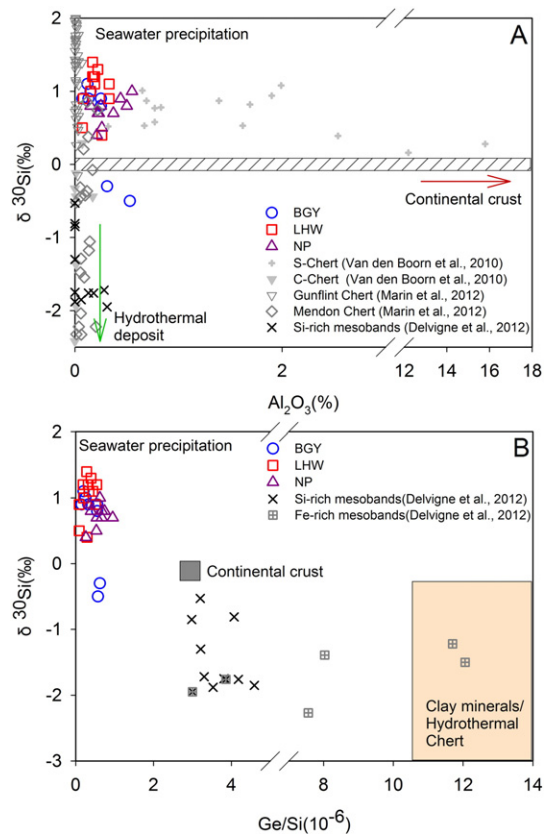 2
1
0
-1
-2
δ ³⁰Si(‰)
Seawater precipitation
A
Continental crust
BGY
LHW
NP
S-Chert (Van den Boorn et al., 2010)
C-Chert (Van den Boorn et al., 2010)
Gunflint Chert (Marin et al., 2012)
Mendon Chert (Marin et al., 2012)
Si-rich mesobands (Delvigne et al., 2012)
Hydrothermal
deposit
0 2 12 14 16 18
Al₂O₃(%)
2
1
0
-1
-2
-3
δ ³⁰Si(‰)
Seawater precipitation
B
BGY
LHW
NP
Si-rich mesobands(Delvigne et al., 2012)
Fe-rich mesobands(Delvigne et al., 2012)
Continental crust
Clay minerals/
Hydrothermal
Chert
0 2 4 8 10 12 14
Ge/Si(10⁻⁶)